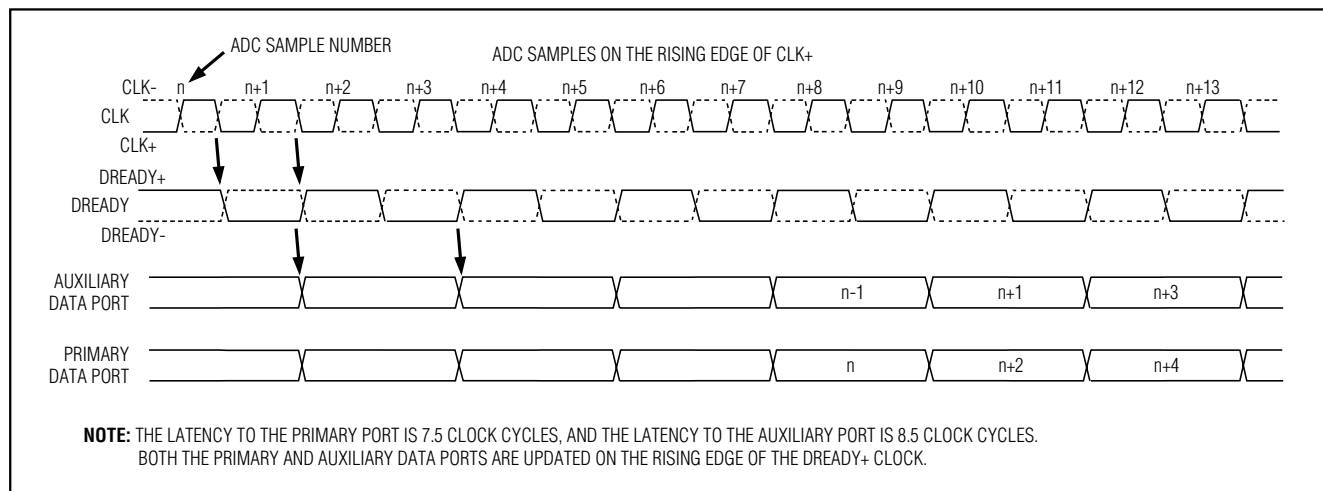 ADC SAMPLE NUMBER
ADC SAMPLES ON THE RISING EDGE OF CLK+
CLK- n n+1 n+2 n+3 n+4 n+5 n+6 n+7 n+8 n+9 n+10 n+11 n+12 n+13
CLK
CLK+
DREADY+
DREADY
DREADY-
AUXILIARY
DATA PORT
n-1 n+1 n+3
PRIMARY
DATA PORT
n n+2 n+4
NOTE: THE LATENCY TO THE PRIMARY PORT IS 7.5 CLOCK CYCLES, AND THE LATENCY TO THE AUXILIARY PORT IS 8.5 CLOCK CYCLES.
BOTH THE PRIMARY AND AUXILIARY DATA PORTS ARE UPDATED ON THE RISING EDGE OF THE DREADY+ CLOCK.